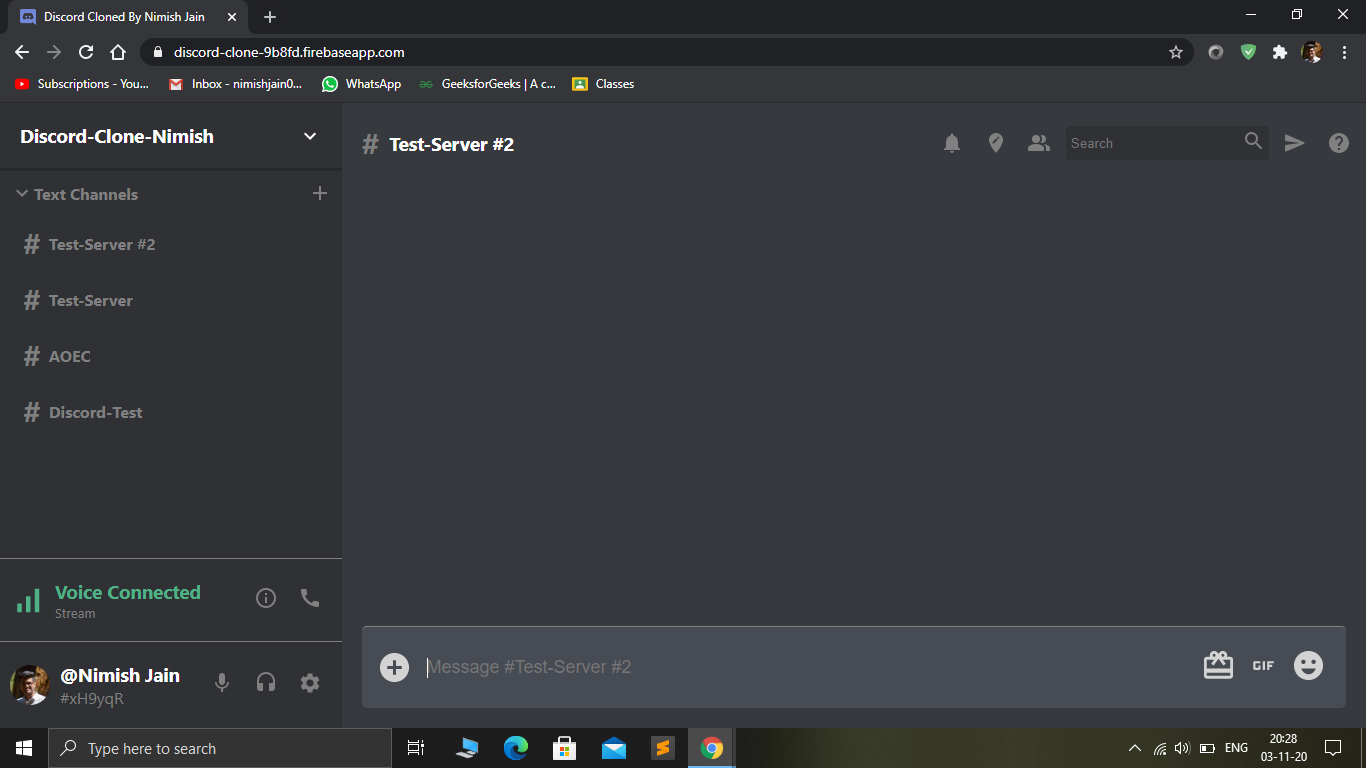 Discord Cloned By Nimish Jain
discord-clone-9b8fd.firebaseapp.com
Subscriptions - You... Inbox - nimishjain0... WhatsApp GeeksforGeeks | A c... Classes
Discord-Clone-Nimish
Text Channels
# Test-Server #2
# Test-Server
# AOEC
# Discord-Test
Voice Connected
Stream
@Nimish Jain
#xH9yqR
# Test-Server #2
Search
Message #Test-Server #2
GIF
Type here to search
ENG
20:28
03-11-20